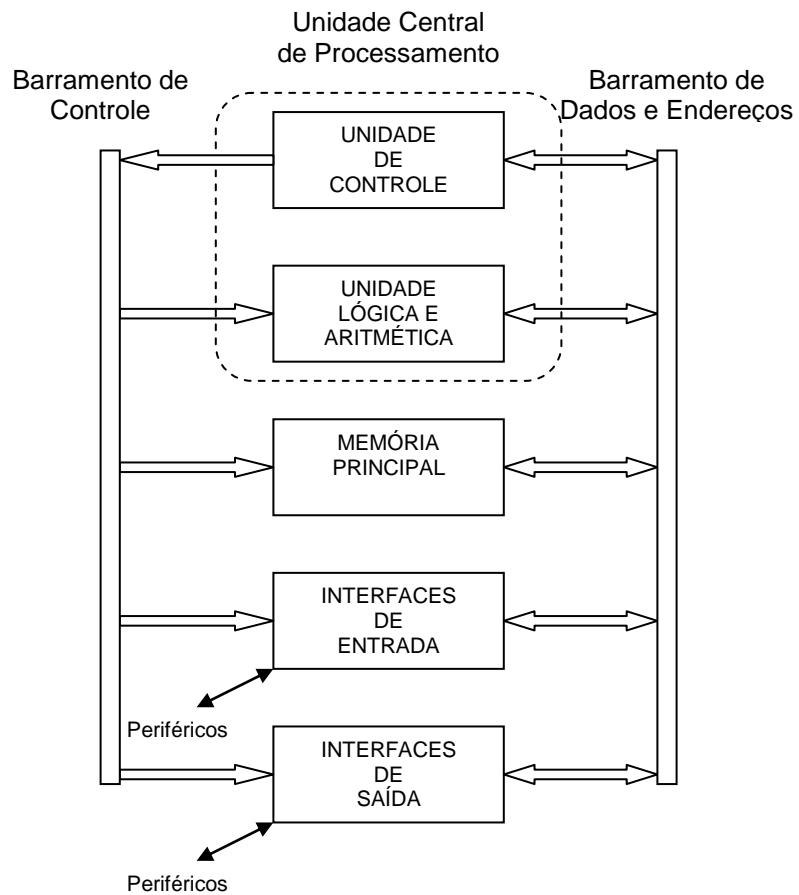 Unidade Central
de Processamento
Barramento de
Controle
Barramento de
Dados e Endereços
UNIDADE
DE
CONTROLE
UNIDADE
LÓGICA E
ARITMÉTICA
MEMÓRIA
PRINCIPAL
INTERFACES
DE
ENTRADA
Periféricos
INTERFACES
DE
SAÍDA
Periféricos